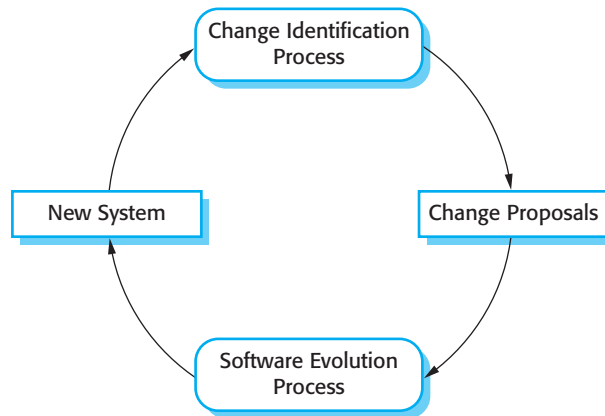 Change Identification
Process
New System
Change Proposals
Software Evolution
Process